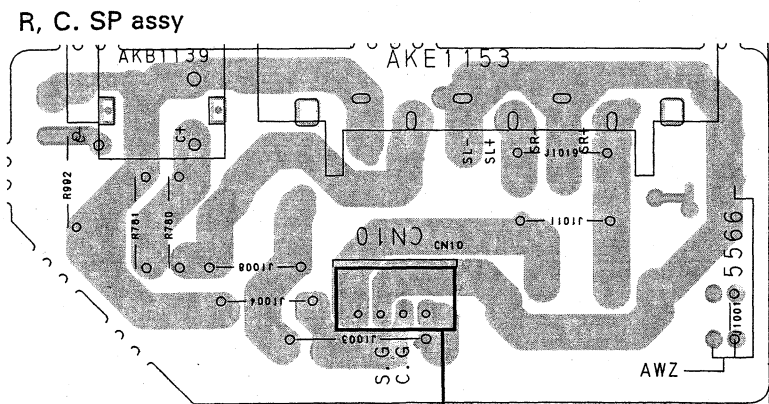 R, C. SP assy
AKB1139
AKE1153
C+
SL-
SL+
SR-
SR+
J1019
R992
R781
R780
J1011
CN10
CN10
J1008
J1004
J1003
S. G
C. G
5566
J1001
AWZ